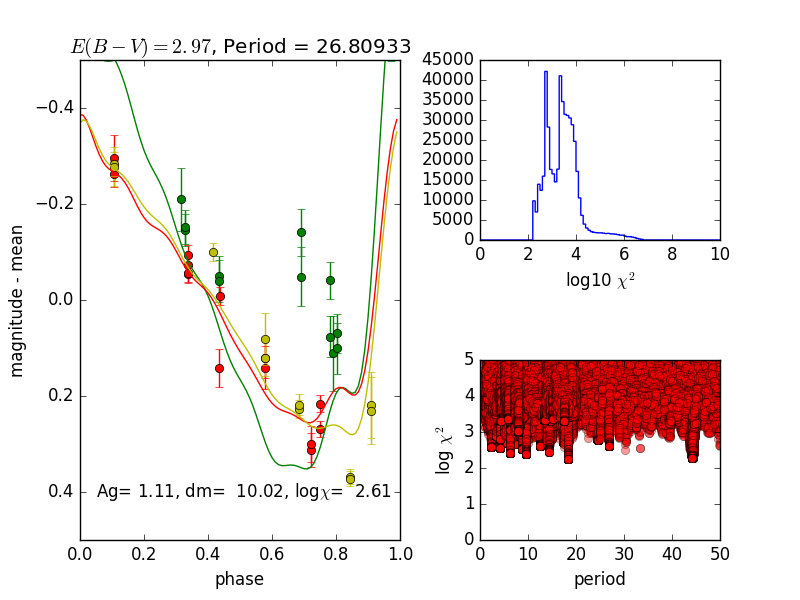 E(B − V) = 2.97, Period = 26.80933
−0.4
−0.2
0.0
0.2
0.4
magnitude - mean
Ag= 1.11, dm= 10.02, logχ= 2.61
0.0 0.2 0.4 0.6 0.8 1.0
phase
45000
40000
35000
30000
25000
20000
15000
10000
5000
0
0 2 4 6 8 10
log10 χ²
5
4
3
2
1
0
log χ²
0 10 20 30 40 50
period